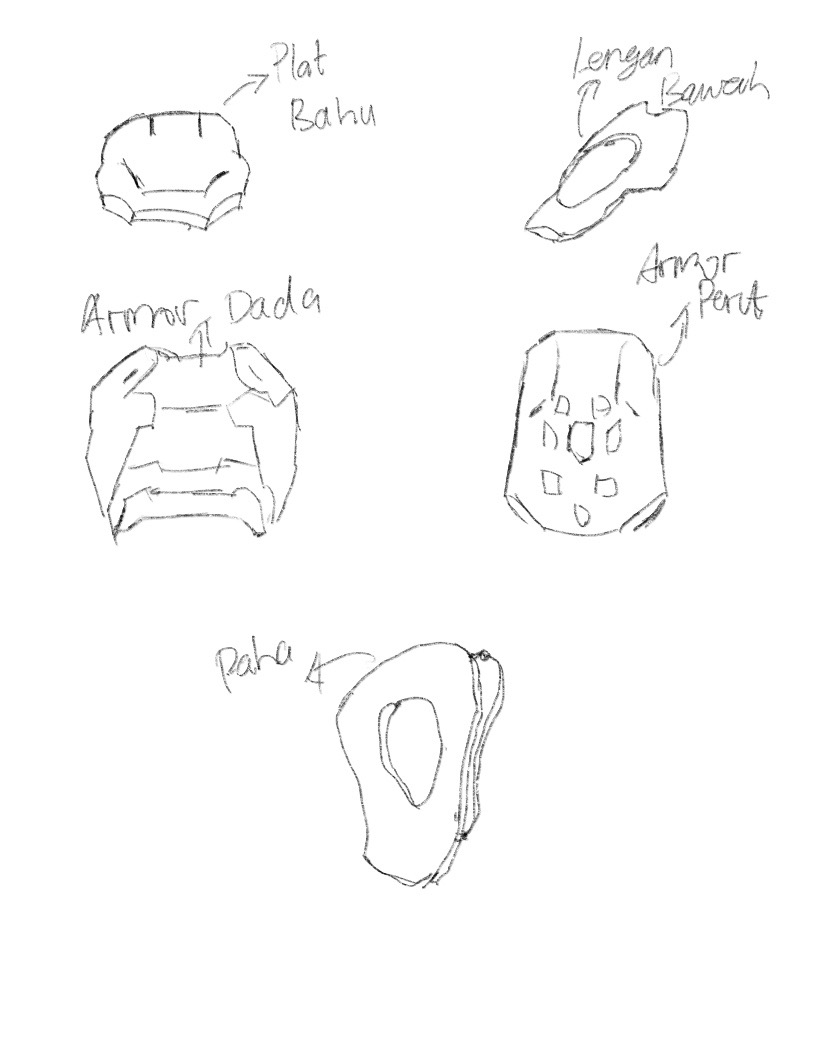 Plat
Bahu
Lengan
Bawah
Armor Dada
Armor
Perut
Paha